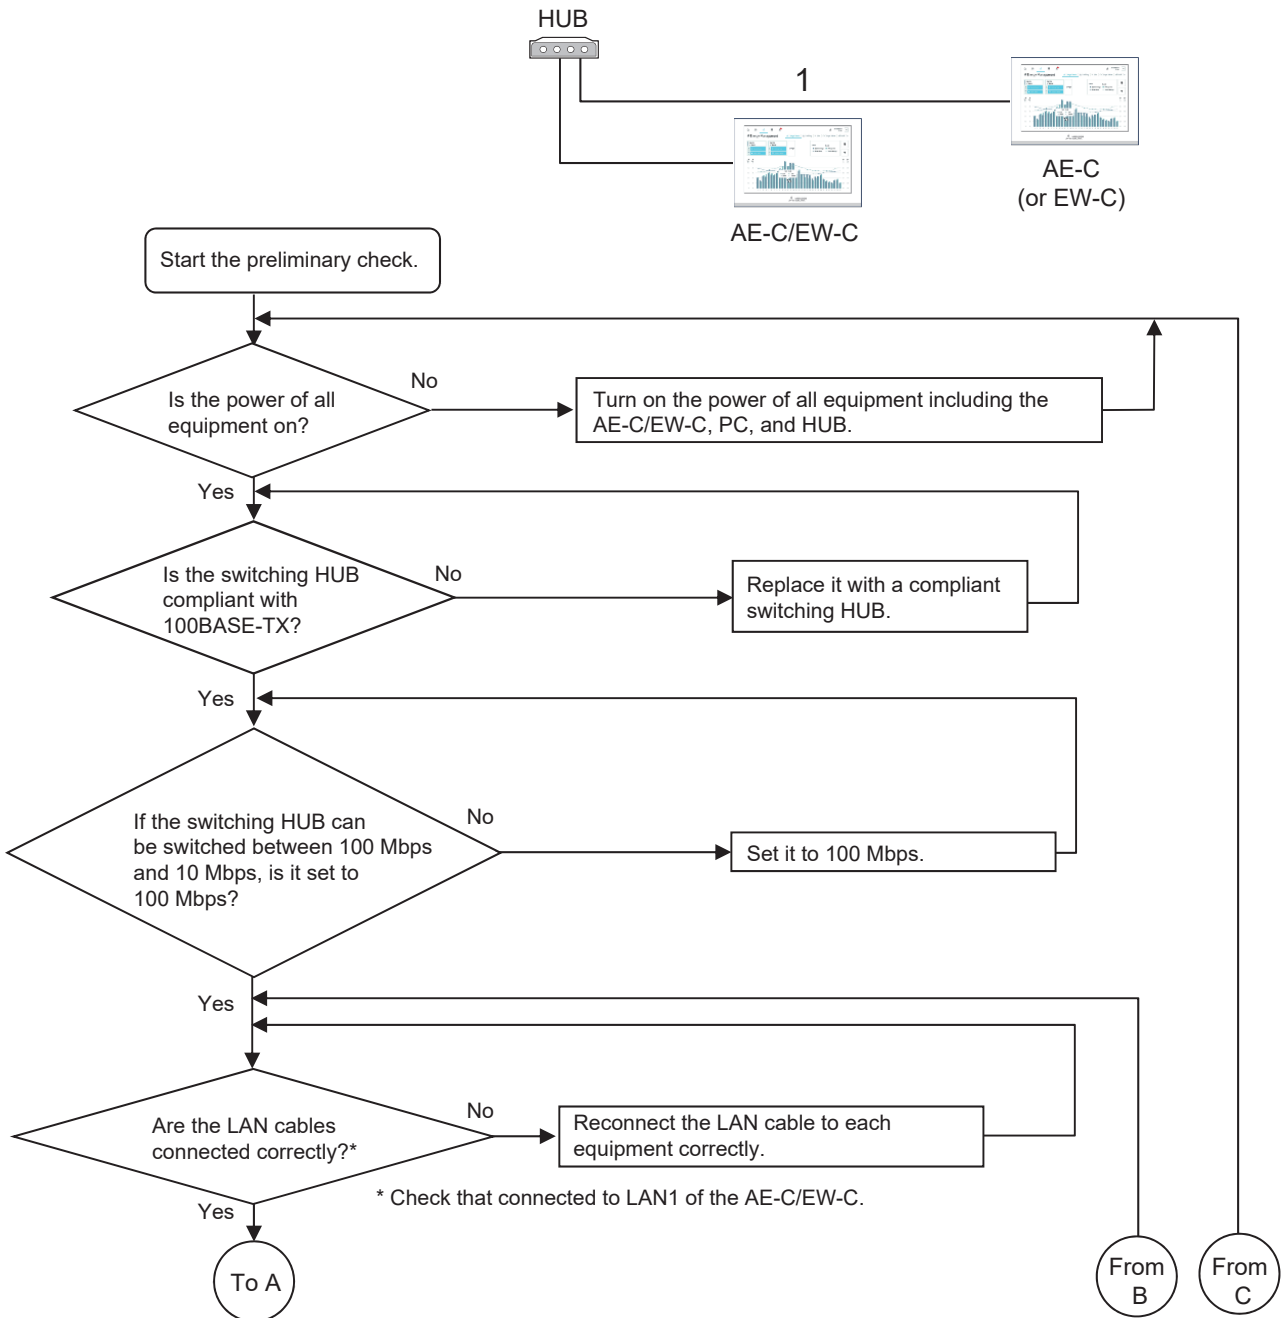 HUB
1
AE-C
(or EW-C)
AE-C/EW-C
Start the preliminary check.
Is the power of all
equipment on?
No
Turn on the power of all equipment including the
AE-C/EW-C, PC, and HUB.
Yes
Is the switching HUB
compliant with
100BASE-TX?
No
Replace it with a compliant
switching HUB.
Yes
If the switching HUB can
be switched between 100 Mbps
and 10 Mbps, is it set to
100 Mbps?
No
Set it to 100 Mbps.
Yes
Are the LAN cables
connected correctly?*
No
Reconnect the LAN cable to each
equipment correctly.
* Check that connected to LAN1 of the AE-C/EW-C.
Yes
To A
From
B
From
C